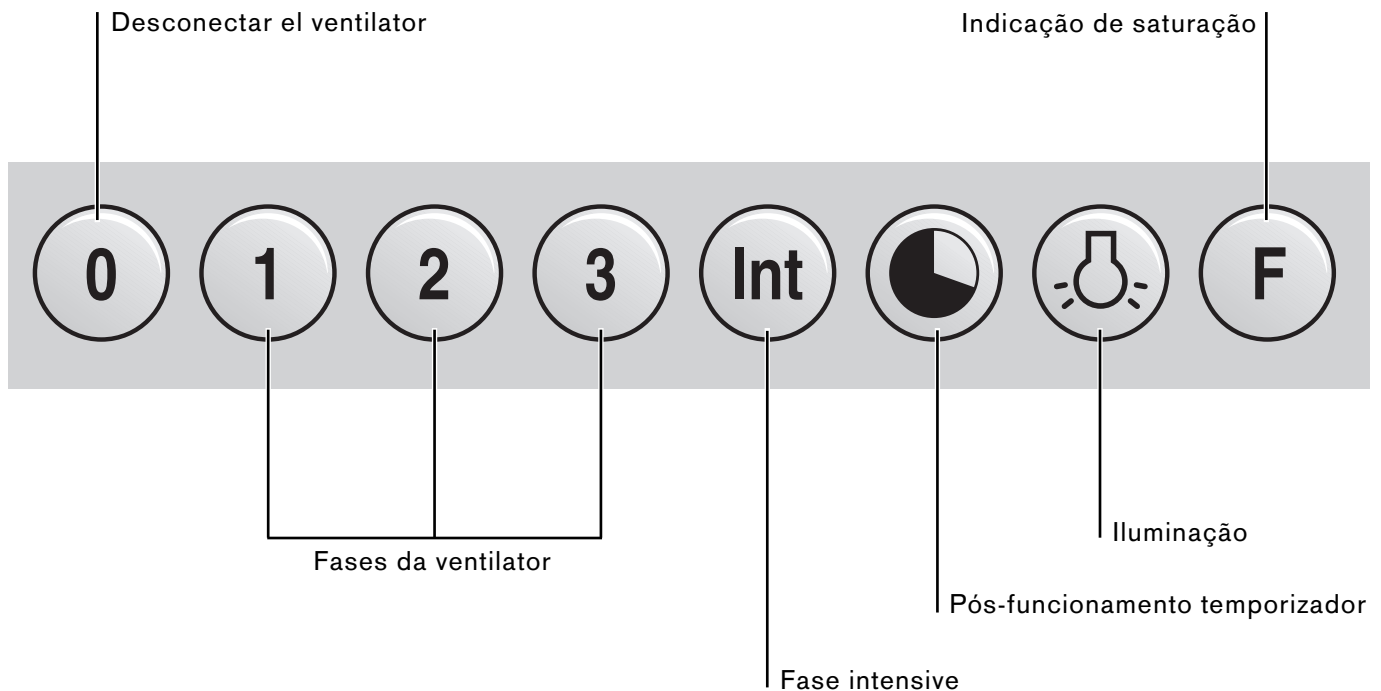 Desconectar el ventilator
Indicação de saturação
0 1 2 3 Int F
Fases da ventilator
Iluminação
Pós-funcionamento temporizador
Fase intensive